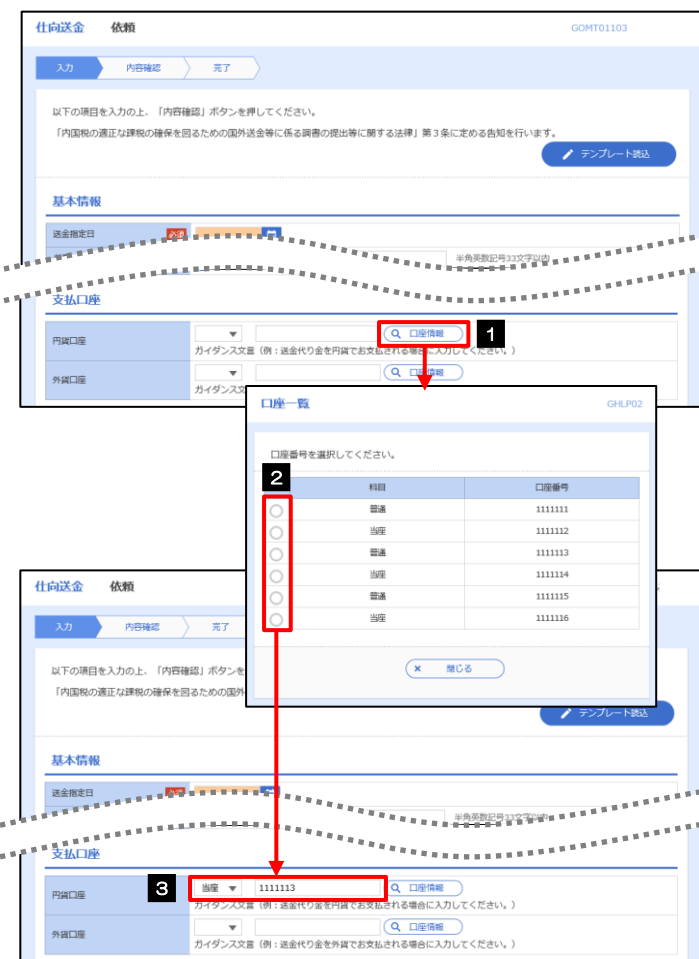 仕向送金 依頼 GOMT01103
入力 内容確認 完了
以下の項目を入力の上、「内容確認」ボタンを押してください。
「内国税の適正な課税の確保を図るための国外送金等に係る調書の提出等に関する法律」第3条に定める告知を行います。
テンプレート読込
基本情報
送金指定日 必須
半角英数記号33文字以内
支払口座
円貨口座 口座情報 1
ガイダンス文言（例：送金代り金を円貨でお支払される場合に入力してください。）
外貨口座 口座情報
ガイダンス文
口座一覧 GHLP02
口座番号を選択してください。
2
科目 口座番号
普通 1111111
当座 1111112
普通 1111113
当座 1111114
普通 1111115
当座 1111116
× 閉じる
仕向送金 依頼
入力 内容確認 完了
以下の項目を入力の上、「内容確認」ボタンを
「内国税の適正な課税の確保を図るための国外
テンプレート読込
基本情報
送金指定日 必須
半角英数記号33文字以内
支払口座
円貨口座 3 当座 1111113 口座情報
ガイダンス文言（例：送金代り金を円貨でお支払される場合に入力してください。）
外貨口座 口座情報
ガイダンス文言（例：送金代り金を外貨でお支払される場合に入力してください。）